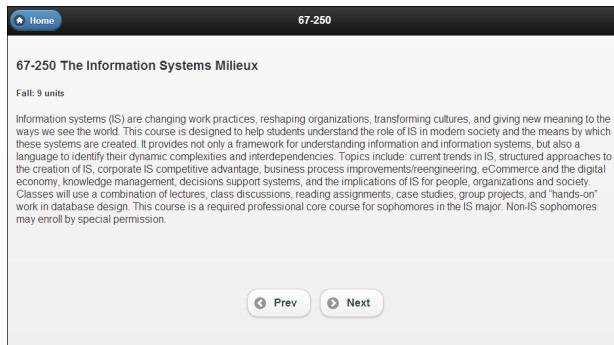 Home
67-250
67-250 The Information Systems Milieux
Fall: 9 units
Information systems (IS) are changing work practices, reshaping organizations, transforming cultures, and giving new meaning to the
ways we see the world. This course is designed to help students understand the role of IS in modern society and the means by which
these systems are created. It provides not only a framework for understanding information and information systems, but also a
language to identify their dynamic complexities and interdependencies. Topics include: current trends in IS, structured approaches to
the creation of IS, corporate IS competitive advantage, business process improvements/reengineering, eCommerce and the digital
economy, knowledge management, decisions support systems, and the implications of IS for people, organizations and society.
Classes will use a combination of lectures, class discussions, reading assignments, case studies, group projects, and "hands-on"
work in database design. This course is a required professional core course for sophomores in the IS major. Non-IS sophomores
may enroll by special permission.
Prev
Next